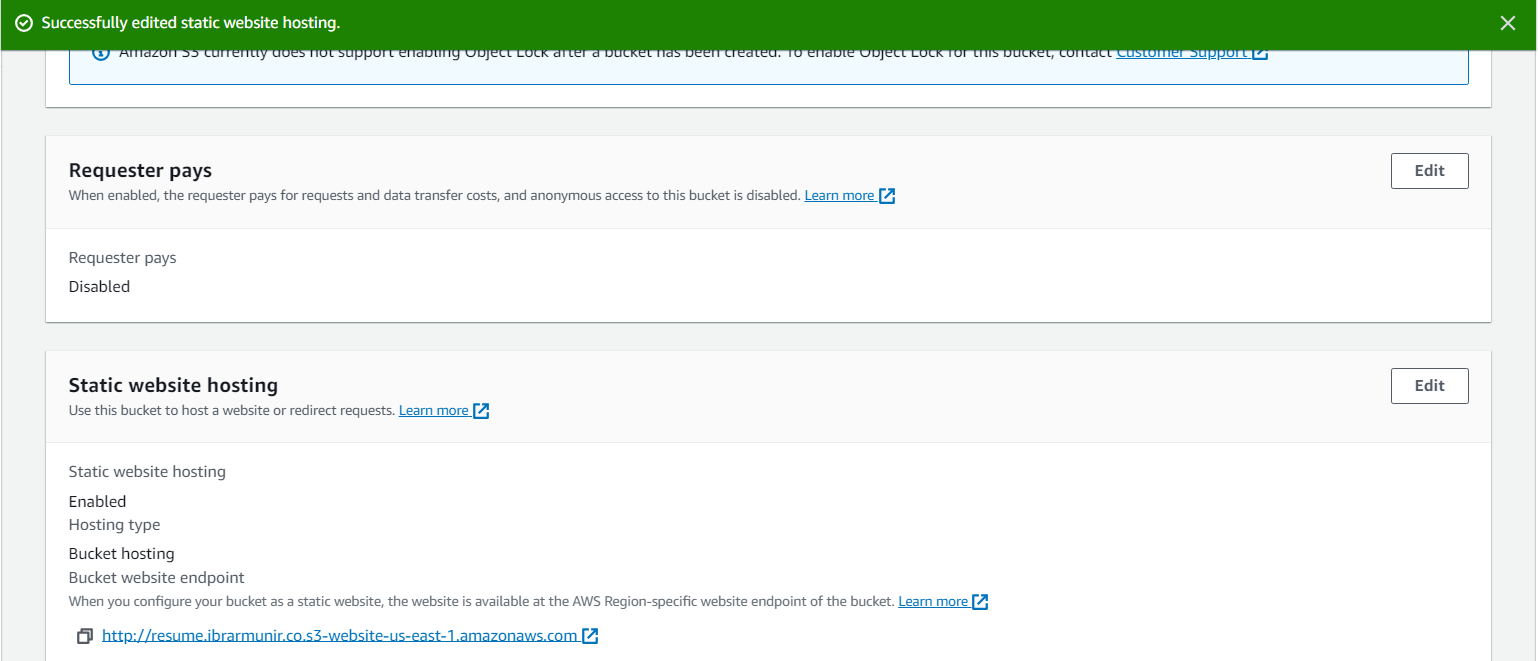 Successfully edited static website hosting.
Amazon S3 currently does not support enabling Object Lock after a bucket has been created. To enable Object Lock for this bucket, contact Customer Support
Requester pays
Edit
When enabled, the requester pays for requests and data transfer costs, and anonymous access to this bucket is disabled. Learn more
Requester pays
Disabled
Static website hosting
Edit
Use this bucket to host a website or redirect requests. Learn more
Static website hosting
Enabled
Hosting type
Bucket hosting
Bucket website endpoint
When you configure your bucket as a static website, the website is available at the AWS Region-specific website endpoint of the bucket. Learn more
http://resume.ibrarmunir.co.s3-website-us-east-1.amazonaws.com